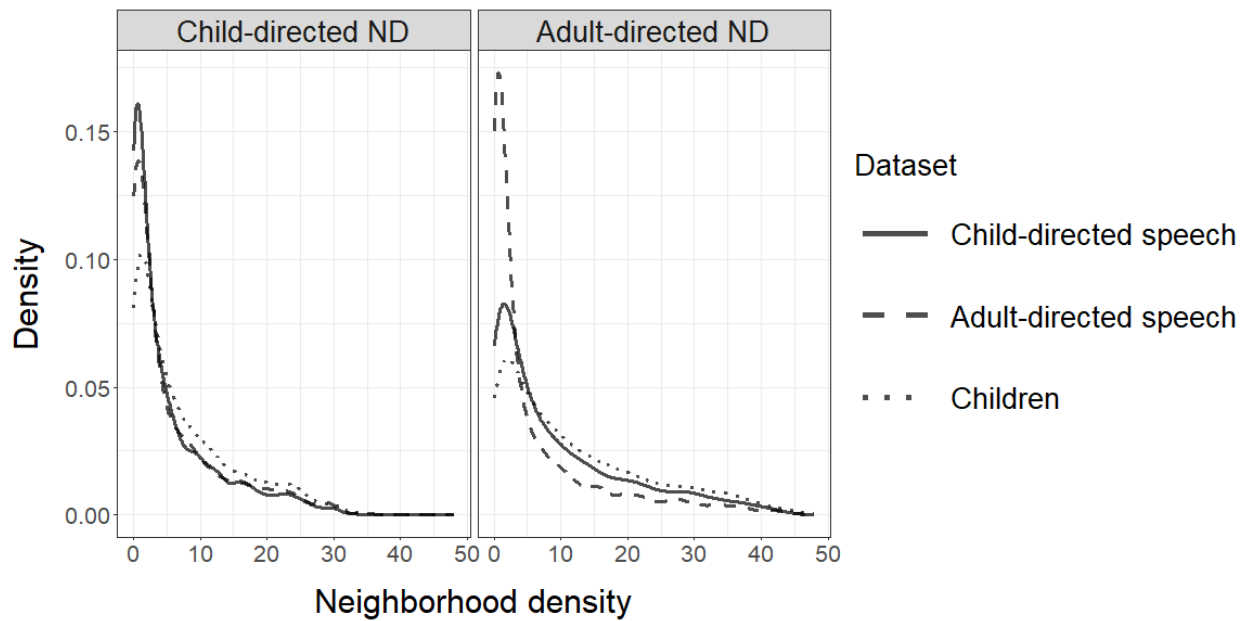 Child-directed ND
Adult-directed ND
0.15
0.10
0.05
0.00
Density
0 10 20 30 40 50
0 10 20 30 40 50
Neighborhood density
Dataset
Child-directed speech
Adult-directed speech
Children